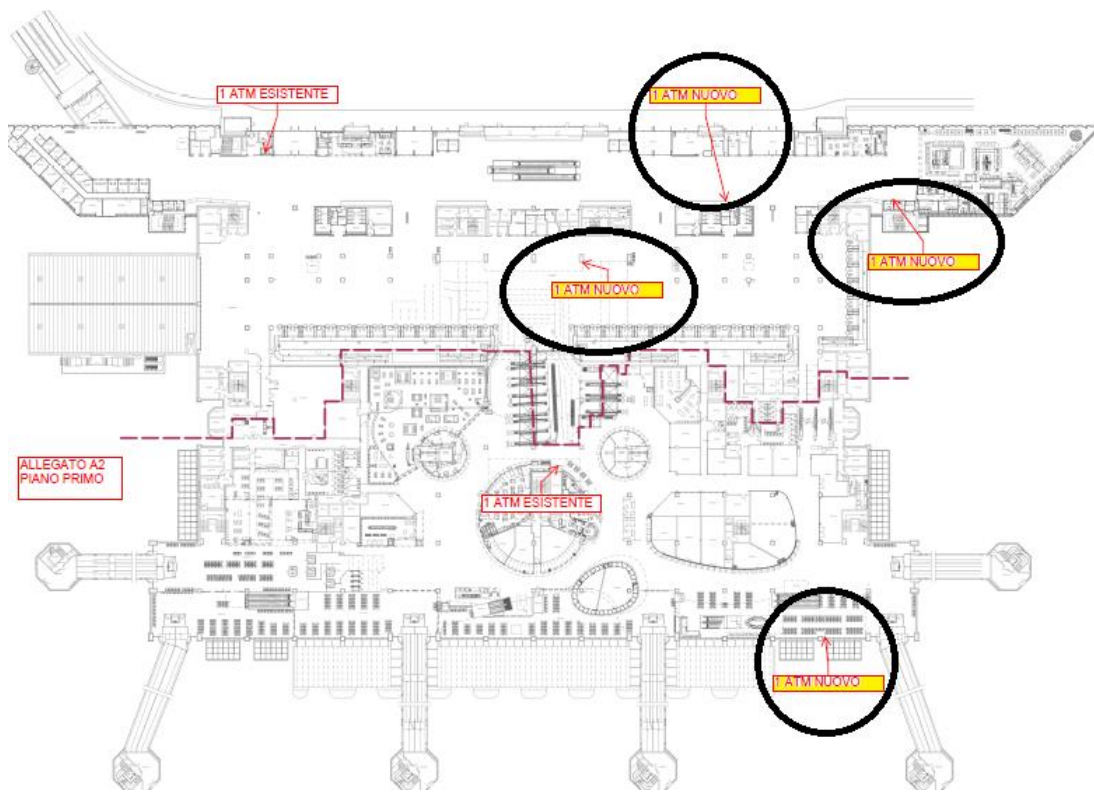 1 ATM ESISTENTE
1 ATM NUOVO
1 ATM NUOVO
1 ATM NUOVO
ALLEGATO A2
PIANO PRIMO
1 ATM ESISTENTE
1 ATM NUOVO